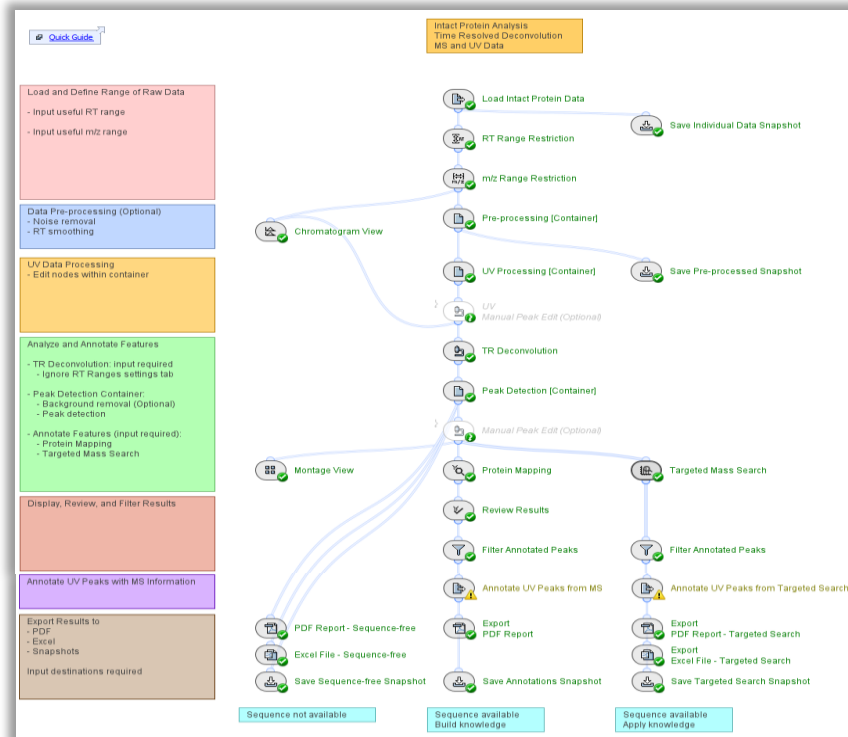 Quick Guide
Intact Protein Analysis
Time Resolved Deconvolution
MS and UV Data
Load and Define Range of Raw Data
- Input useful RT range
- Input useful m/z range
Data Pre-processing (Optional)
- Noise removal
- RT smoothing
UV Data Processing
- Edit nodes within container
Analyze and Annotate Features
- TR Deconvolution: input required
- Ignore RT Ranges settings tab
- Peak Detection Container:
- Background removal (Optional)
- Peak detection
- Annotate Features (input required):
- Protein Mapping
- Targeted Mass Search
Display, Review, and Filter Results
Annotate UV Peaks with MS Information
Export Results to
- PDF
- Excel
- Snapshots
Input destinations required
Load Intact Protein Data
Save Individual Data Snapshot
RT Range Restriction
m/z Range Restriction
Pre-processing [Container]
Chromatogram View
UV Processing [Container]
Save Pre-processed Snapshot
UV
Manual Peak Edit (Optional)
TR Deconvolution
Peak Detection [Container]
Manual Peak Edit (Optional)
Montage View
Protein Mapping
Targeted Mass Search
Review Results
Filter Annotated Peaks
Filter Annotated Peaks
Annotate UV Peaks from MS
Annotate UV Peaks from Targeted Search
PDF Report - Sequence-free
Export
PDF Report
Export
PDF Report - Targeted Search
Excel File - Sequence-free
Export
Excel File - Targeted Search
Save Sequence-free Snapshot
Save Annotations Snapshot
Save Targeted Search Snapshot
Sequence not available
Sequence available
Build knowledge
Sequence available
Apply knowledge